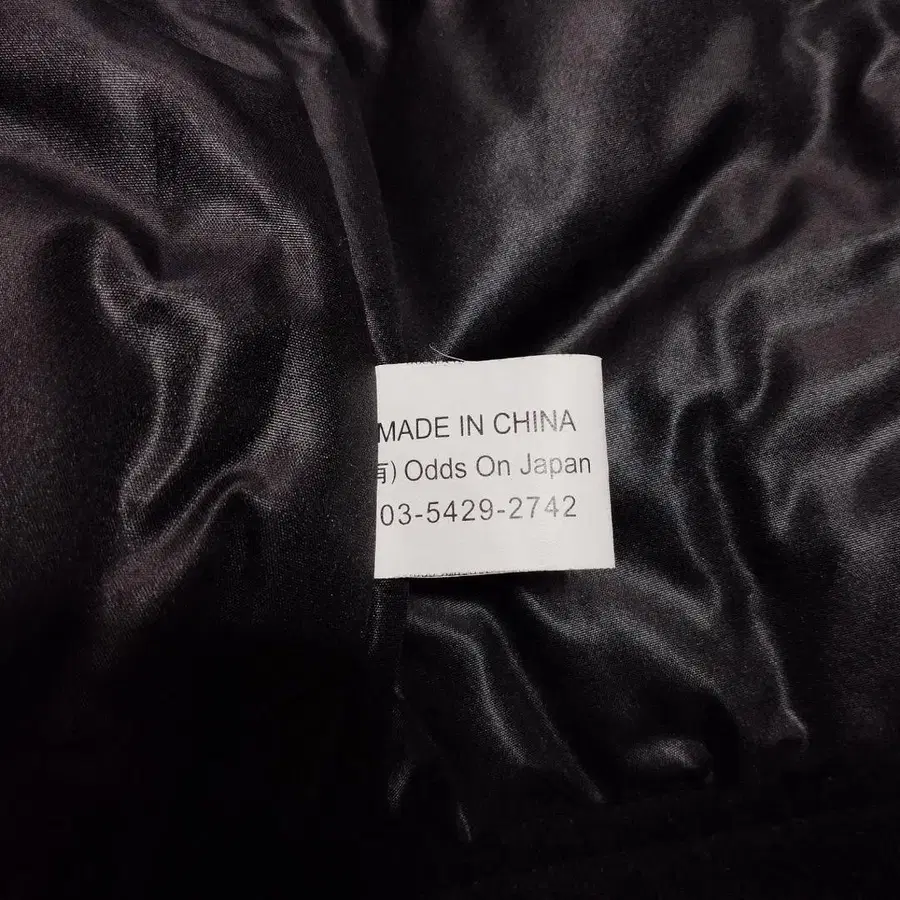 MADE IN CHINA
有) Odds On Japan
03-5429-2742